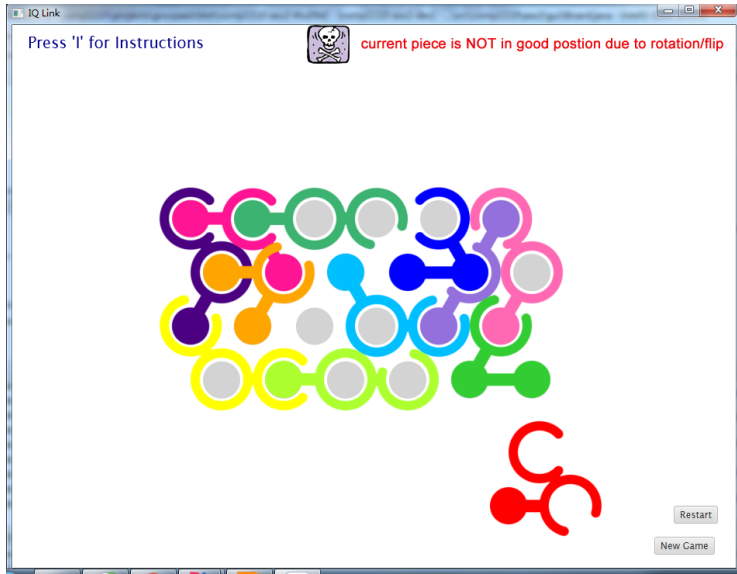 IQ Link
Press 'I' for Instructions
current piece is NOT in good postion due to rotation/flip
Restart
New Game